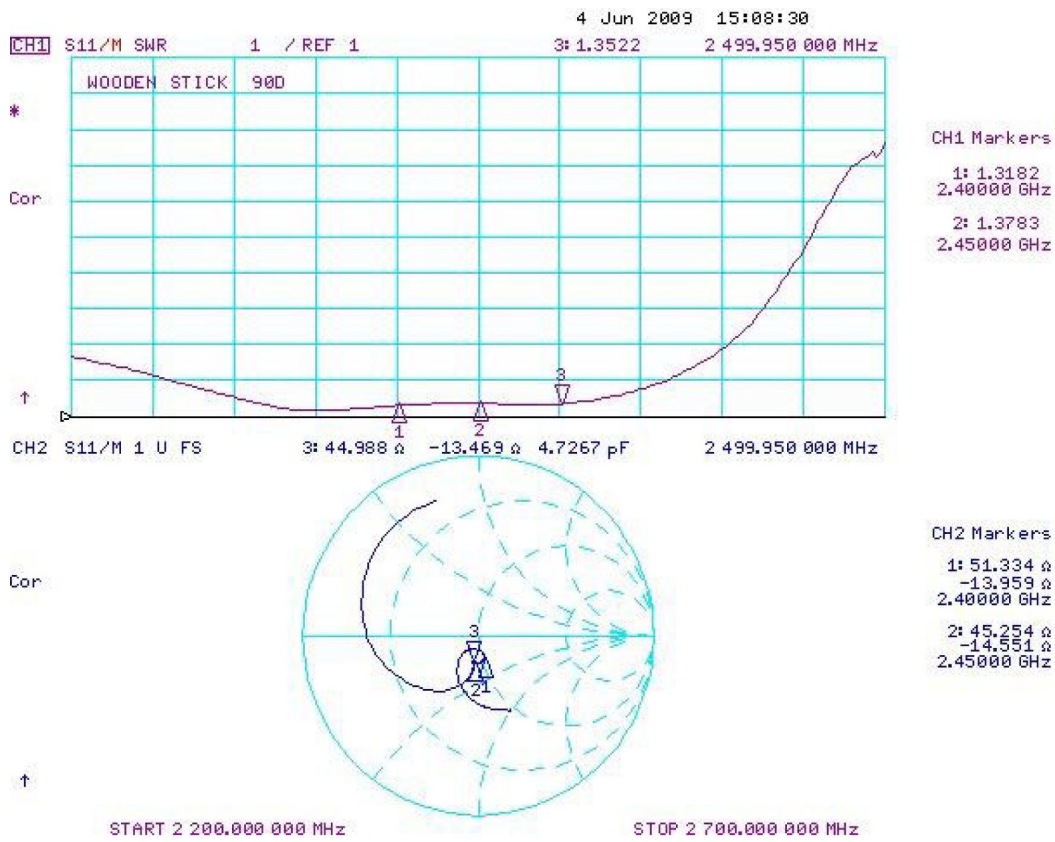 4 Jun 2009 15:08:30
CH1 S11/M SWR 1 / REF 1 3: 1.3522 2 499.950 000 MHz
WOODEN STICK 90D
*
CH1 Markers
1: 1.3182
2.40000 GHz
Cor
2: 1.3783
2.45000 GHz
3
↑
1 2
CH2 S11/M 1 U FS 3: 44.988 Ω -13.469 Ω 4.7267 pF 2 499.950 000 MHz
CH2 Markers
1: 51.334 Ω
-13.959 Ω
2.40000 GHz
Cor
2: 45.254 Ω
-14.551 Ω
2.45000 GHz
3
2 1
↑
START 2 200.000 000 MHz STOP 2 700.000 000 MHz